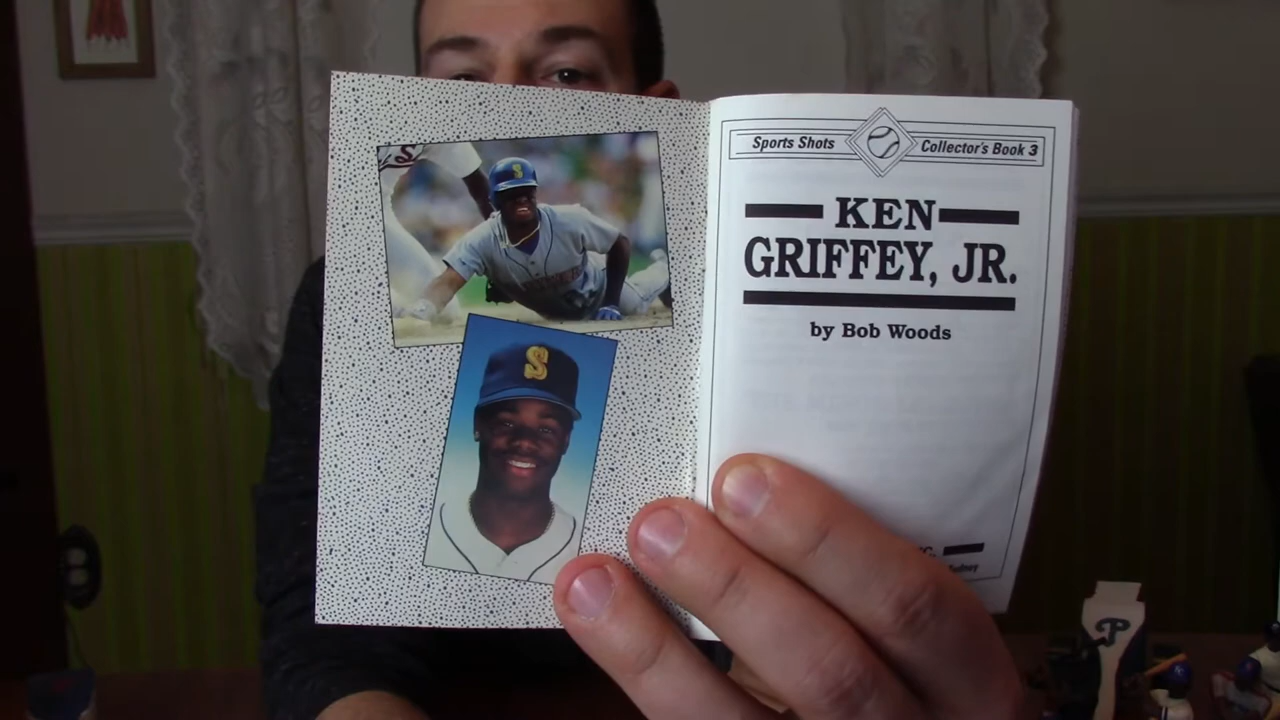 S
S
S
Sports Shots Collector's Book 3
KEN
GRIFFEY, JR.
by Bob Woods
P